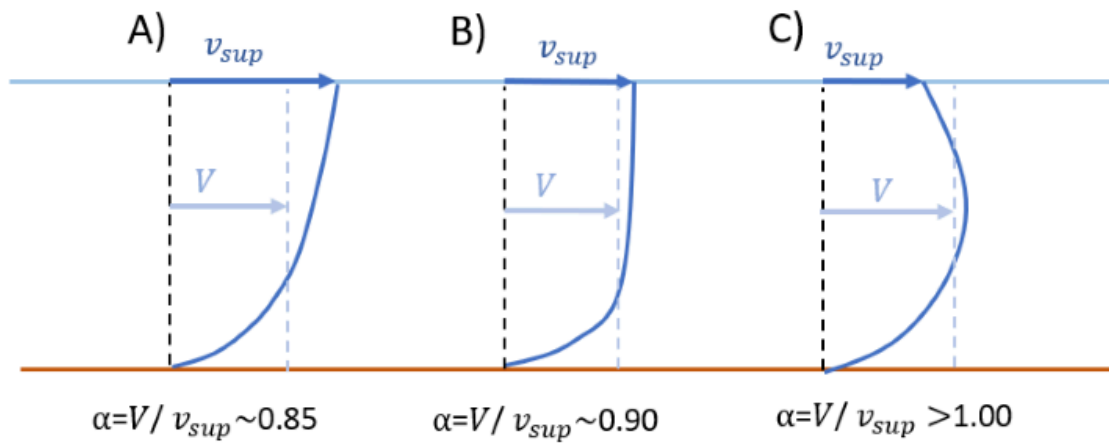 A) B) C)
v_sup v_sup v_sup
V V V
α=V/ v_sup ~0.85 α=V/ v_sup ~0.90 α=V/ v_sup >1.00